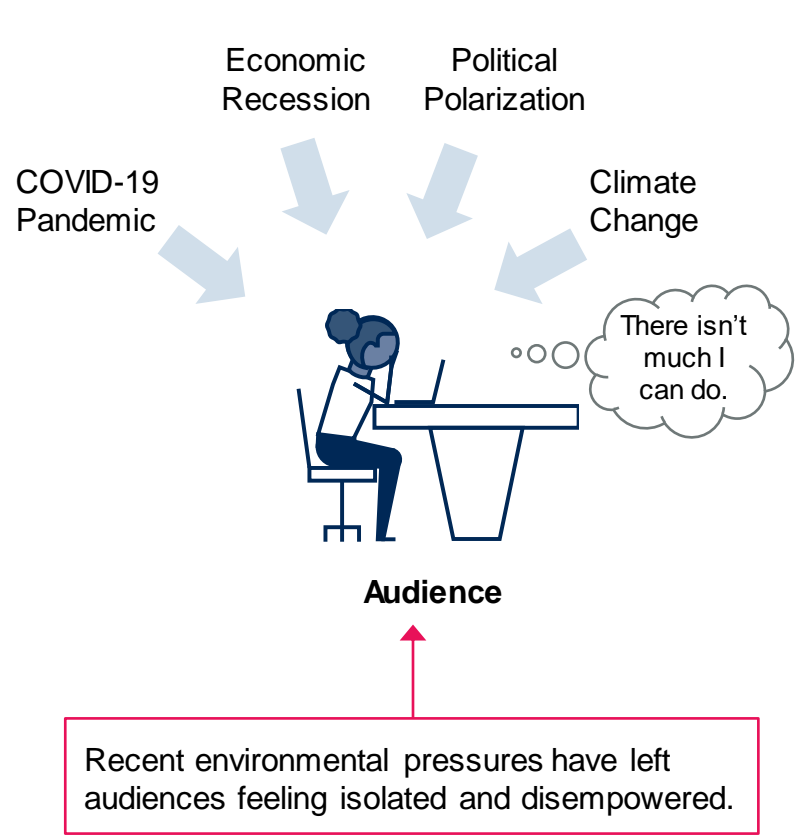 Economic
Recession
Political
Polarization
COVID-19
Pandemic
Climate
Change
There isn’t
much I
can do.
Audience
Recent environmental pressures have left
audiences feeling isolated and disempowered.